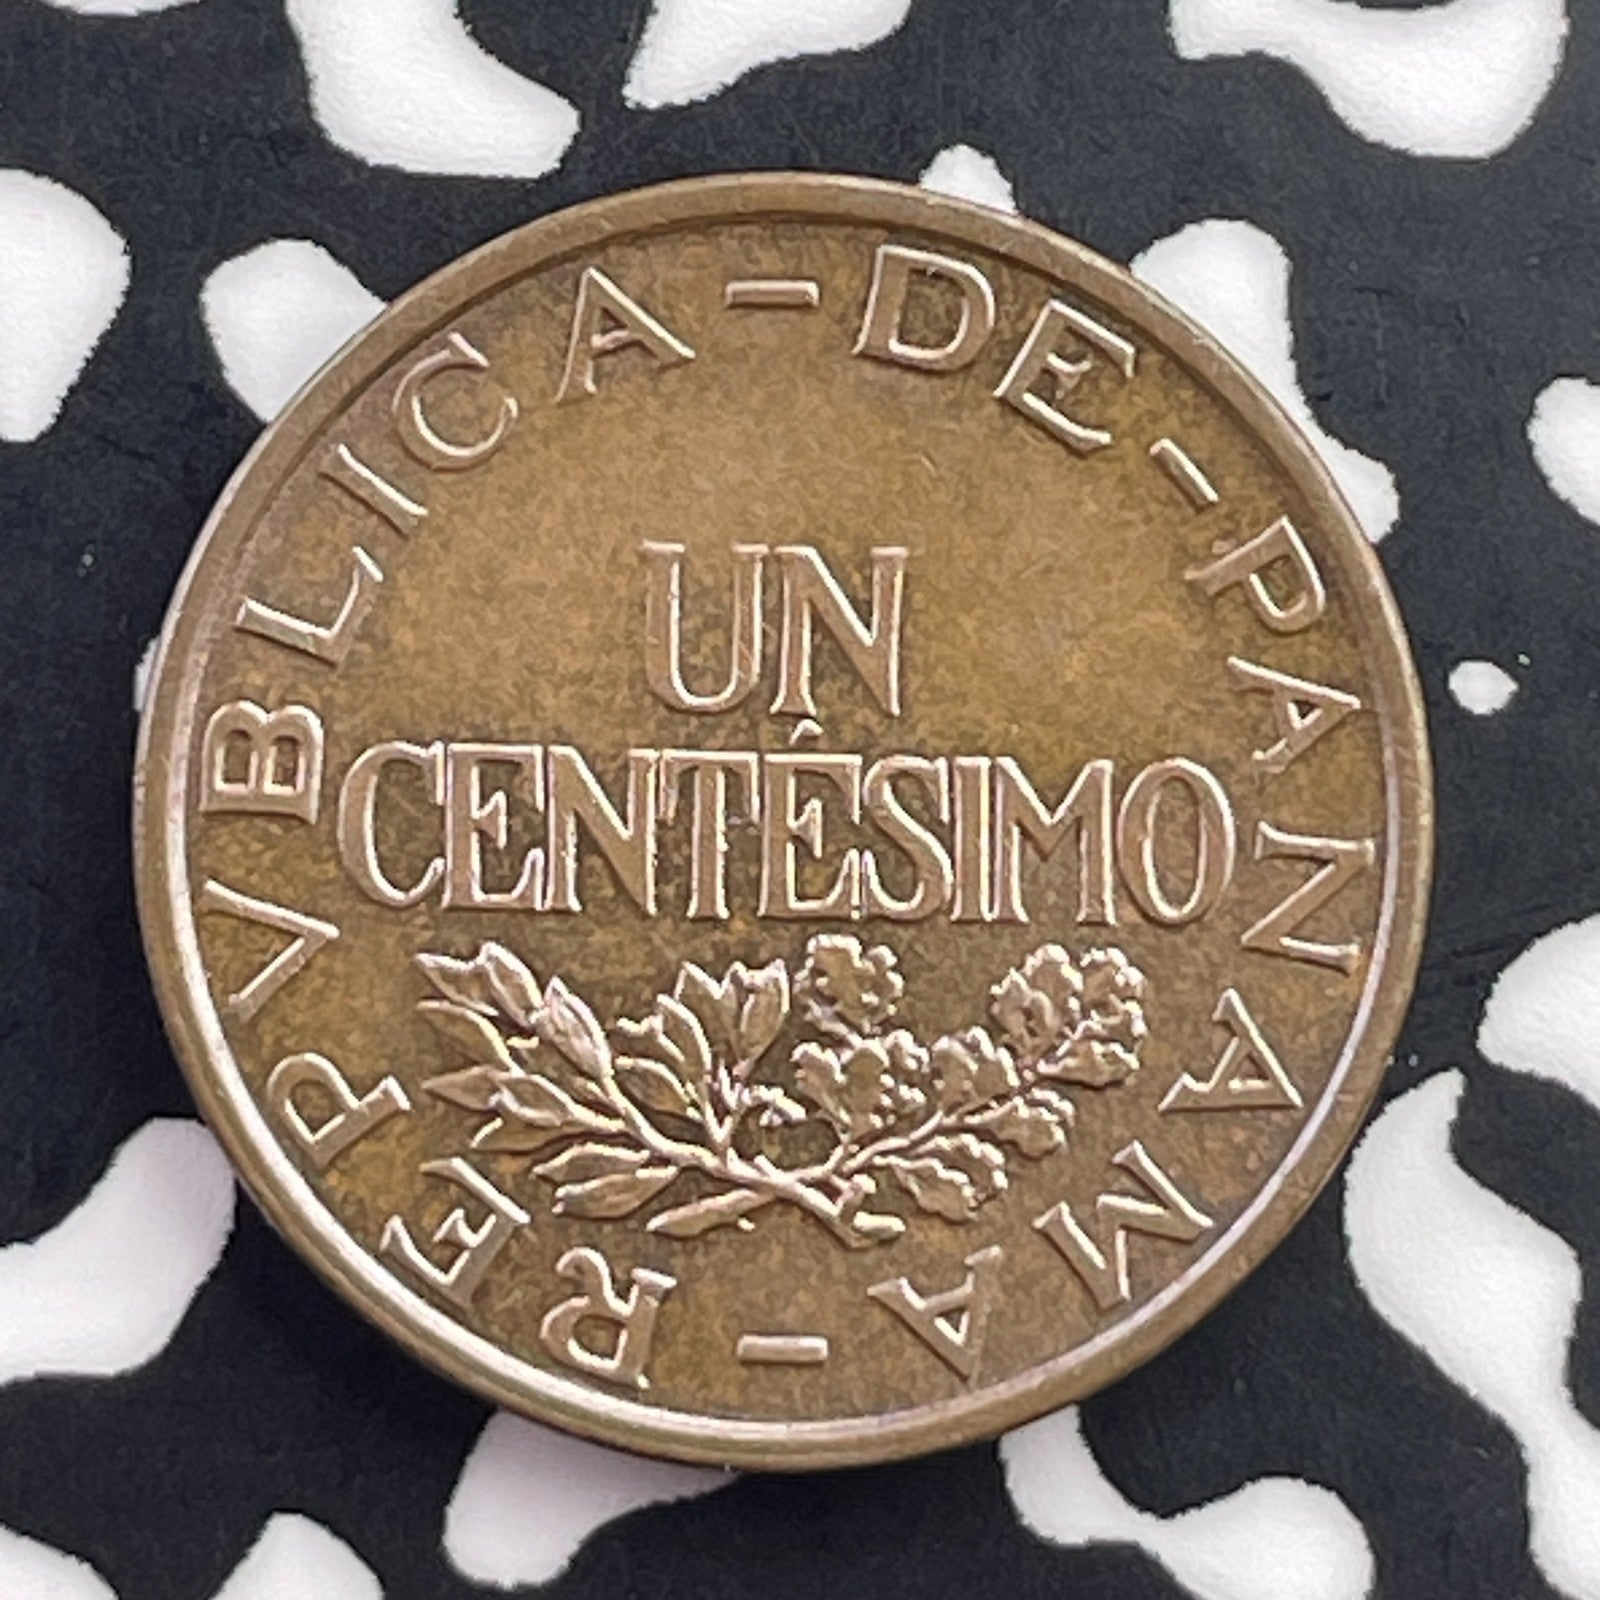 REPVBLICA-DE-PANAMA-
UN
CENTÉSIMO